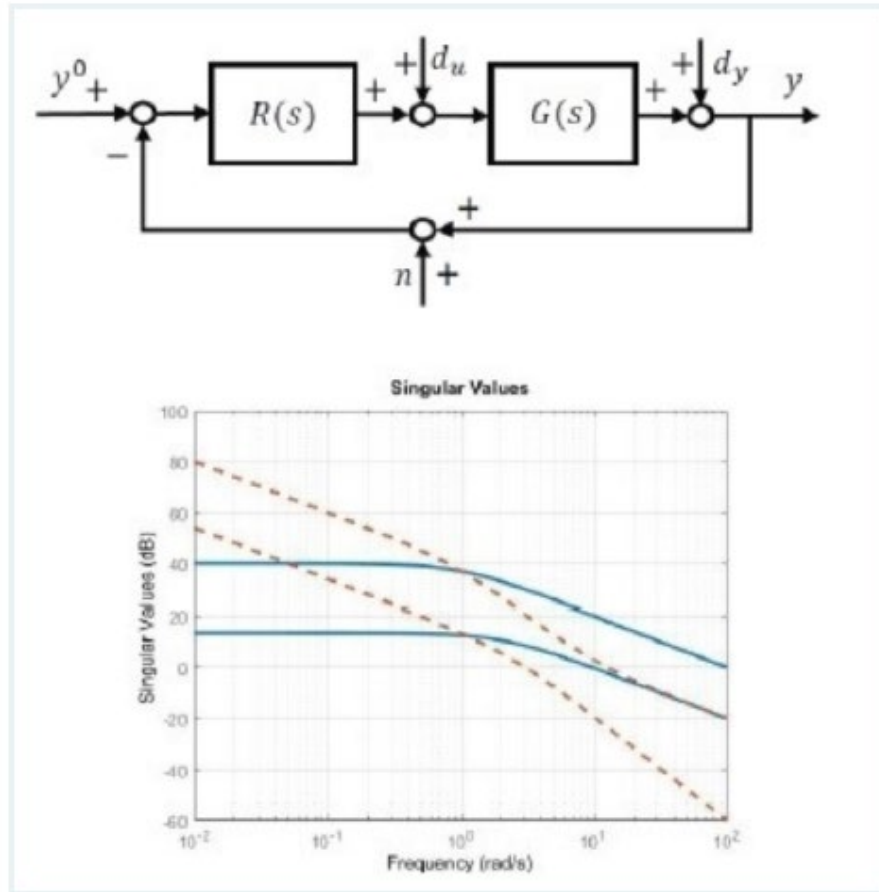 y⁰ + + d_u + d_y y
R(s) + G(s) +
−
+
n +
Singular Values
100
80
60
40
20
0
-20
-40
-60
Singular Values (dB)
10⁻² 10⁻¹ 10⁰ 10¹ 10²
Frequency (rad/s)